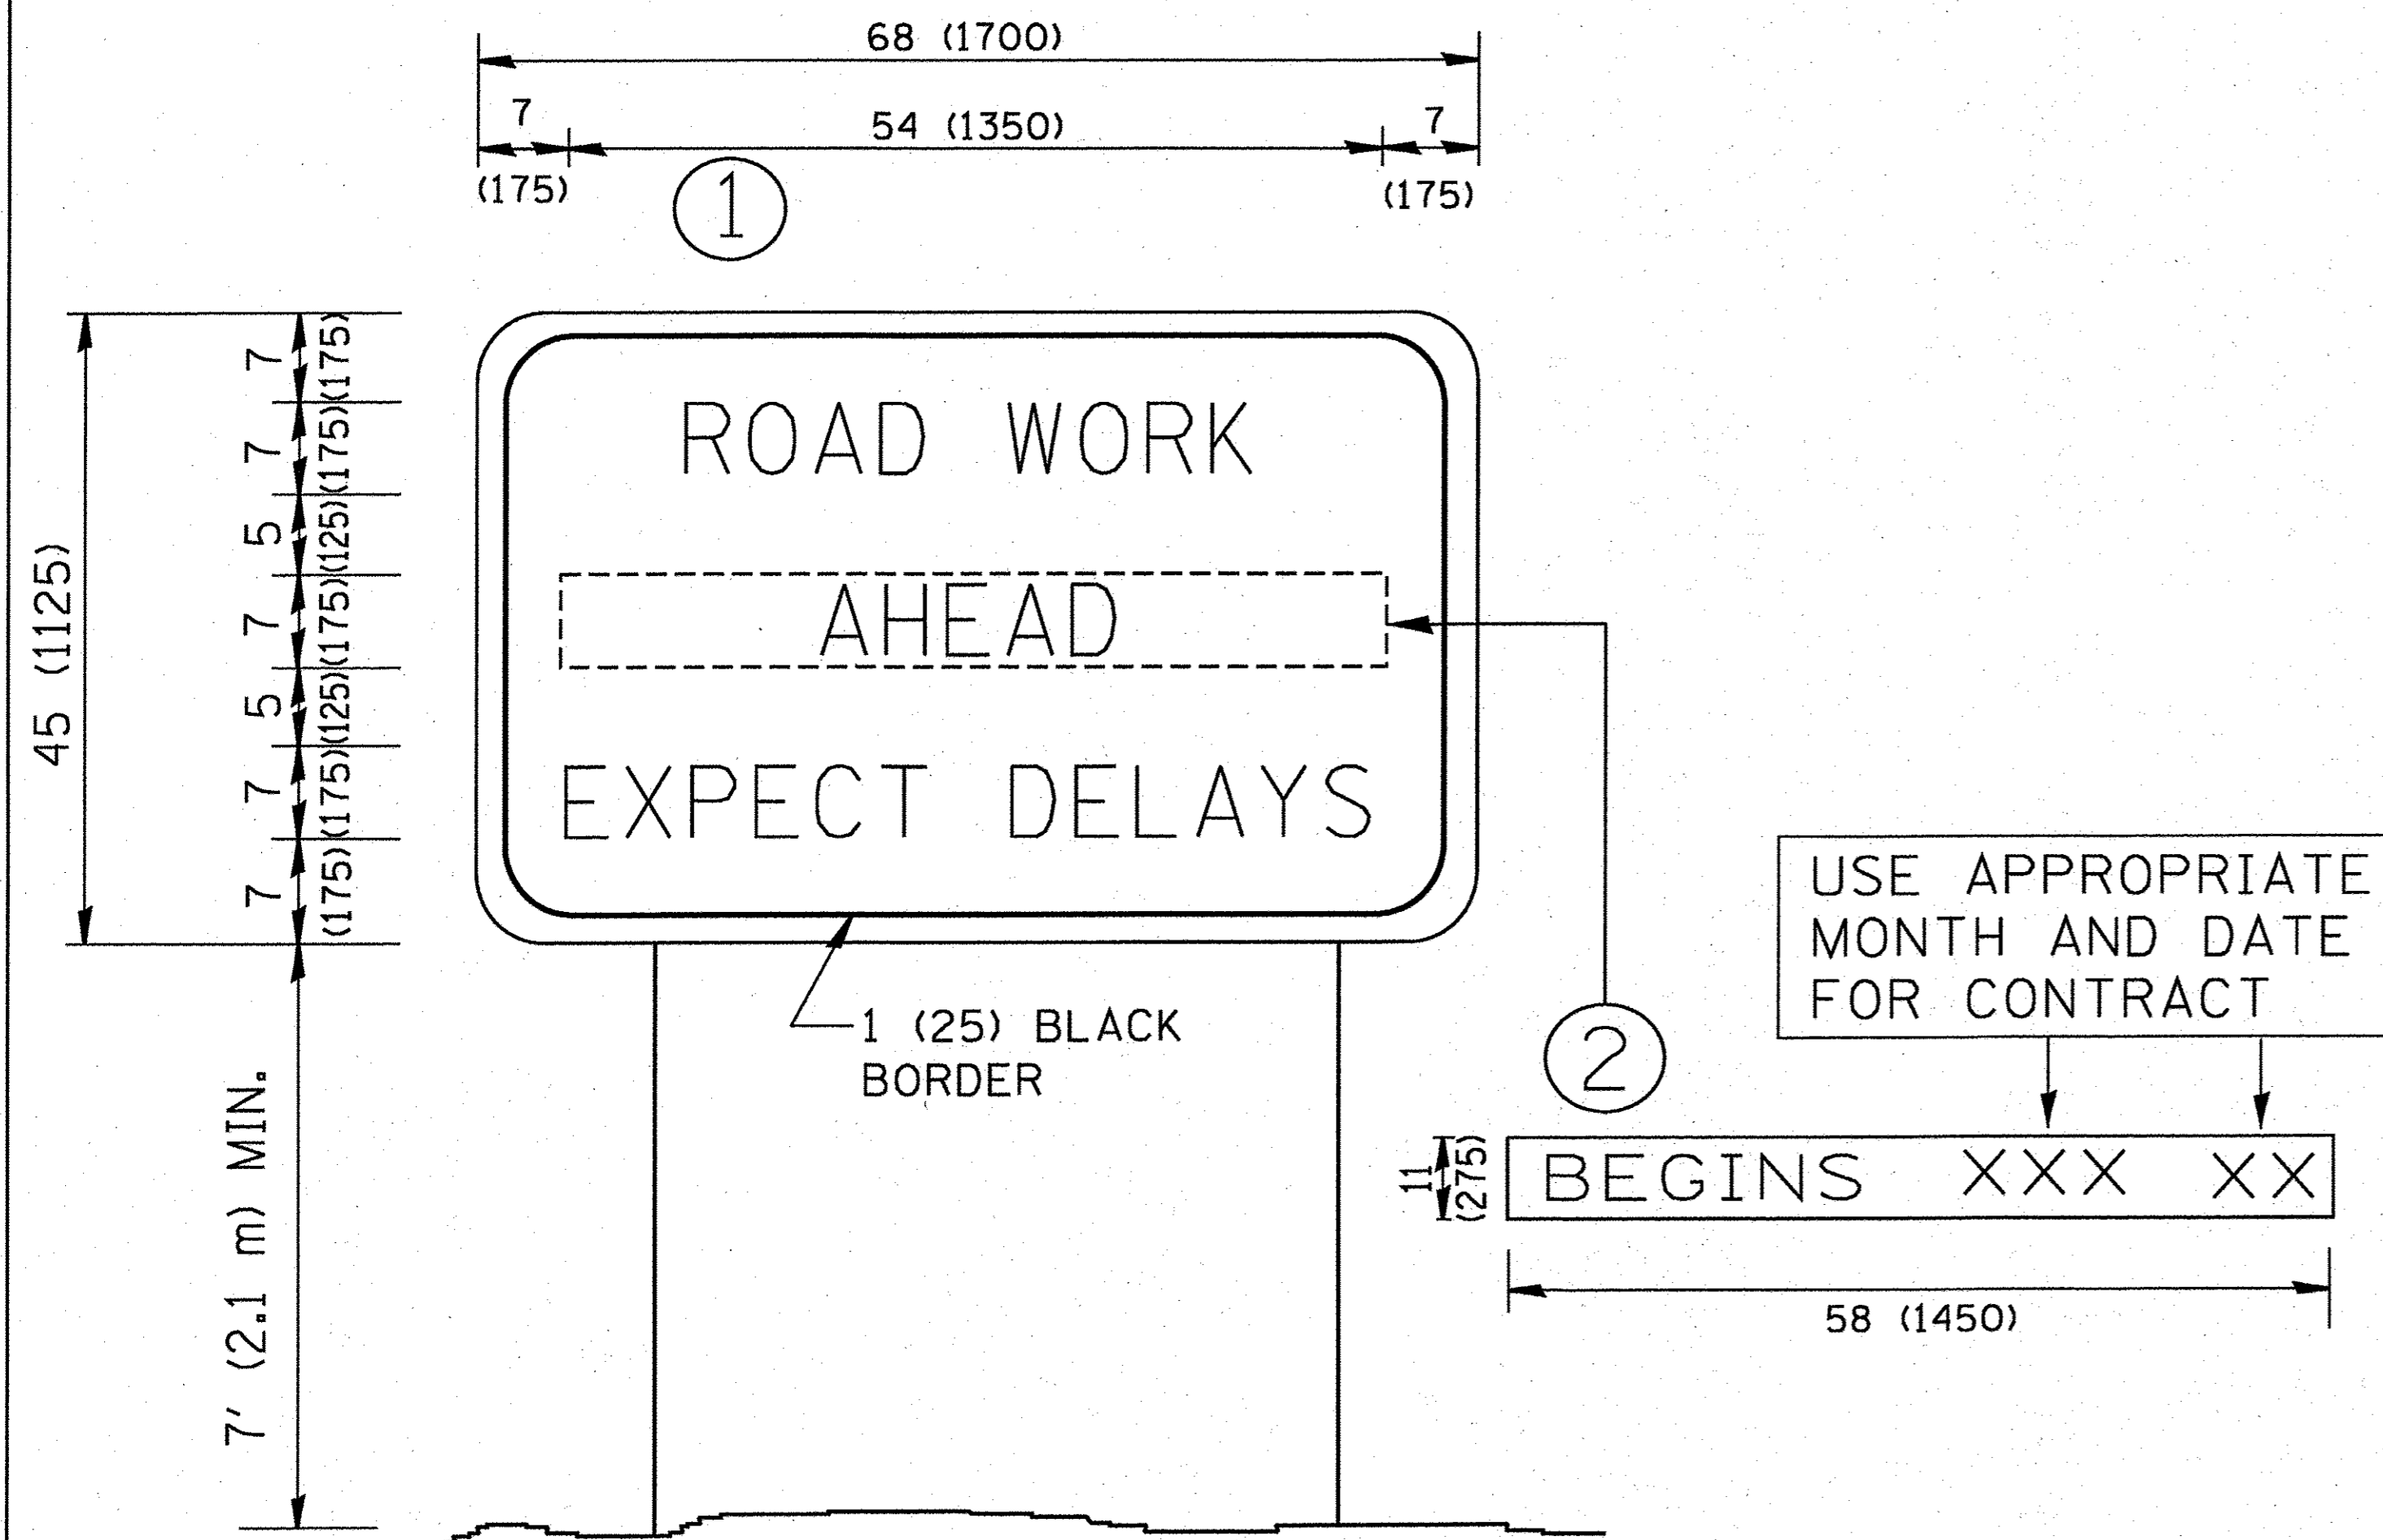 68 (1700)
7
54 (1350)
7
(175)
(175)
1
45 (1125)
7
(175)
7
(175)
5
(125)
7
(175)
5
(125)
7
(175)
7
(175)
ROAD WORK
AHEAD
EXPECT DELAYS
1 (25) BLACK
BORDER
7' (2.1 m) MIN.
2
USE APPROPRIATE
MONTH AND DATE
FOR CONTRACT
11
(275)
BEGINS XXX XX
58 (1450)